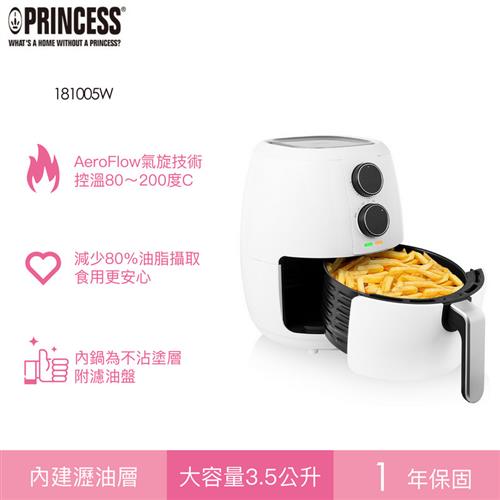 PRINCESS®
WHAT'S A HOME WITHOUT A PRINCESS?
181005W
AeroFlow氣旋技術
控溫80～200度C
減少80%油脂攝取
食用更安心
內鍋為不沾塗層
附濾油盤
內建瀝油層
大容量3.5公升
1 年保固